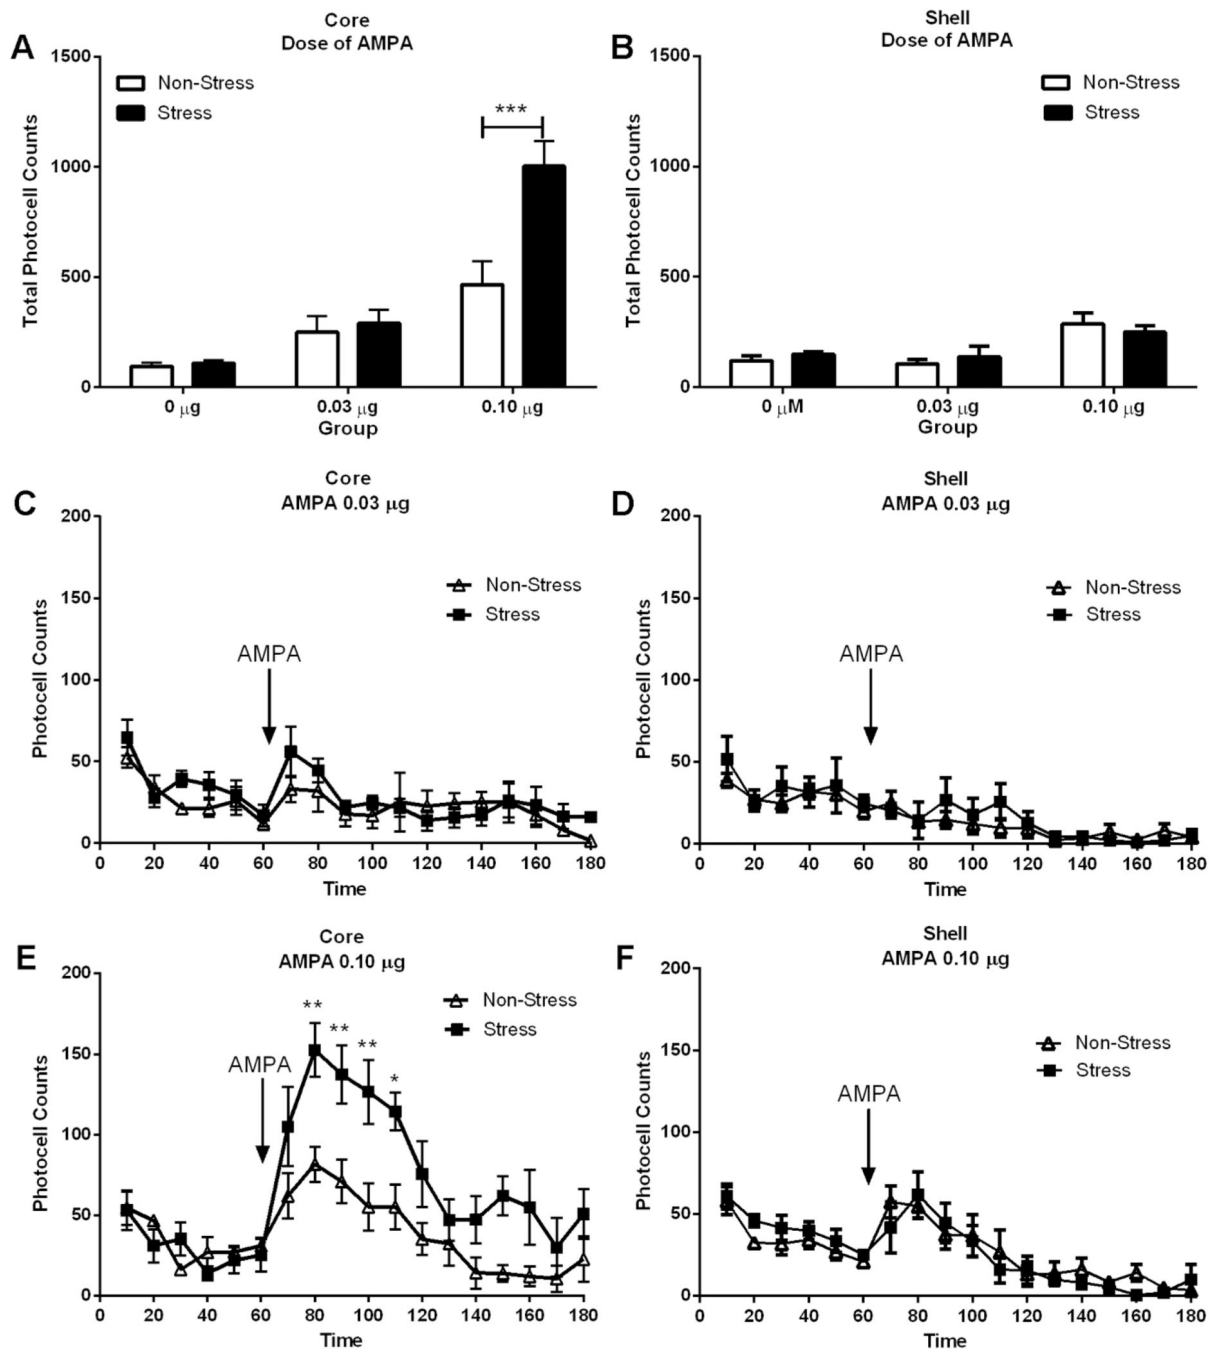 A
Core
Dose of AMPA
1500
1000
500
0
Total Photocell Counts
Non-Stress
Stress
***
0 μg
0.03 μg
0.10 μg
Group
B
Shell
Dose of AMPA
1500
1000
500
0
Total Photocell Counts
Non-Stress
Stress
0 μM
0.03 μg
0.10 μg
Group
C
Core
AMPA 0.03 μg
200
150
100
50
0
Photocell Counts
Non-Stress
Stress
AMPA
0 20 40 60 80 100 120 140 160 180
Time
D
Shell
AMPA 0.03 μg
200
150
100
50
0
Photocell Counts
Non-Stress
Stress
AMPA
0 20 40 60 80 100 120 140 160 180
Time
E
Core
AMPA 0.10 μg
200
150
100
50
0
Photocell Counts
Non-Stress
Stress
**
**
**
*
AMPA
0 20 40 60 80 100 120 140 160 180
Time
F
Shell
AMPA 0.10 μg
200
150
100
50
0
Photocell Counts
Non-Stress
Stress
AMPA
0 20 40 60 80 100 120 140 160 180
Time